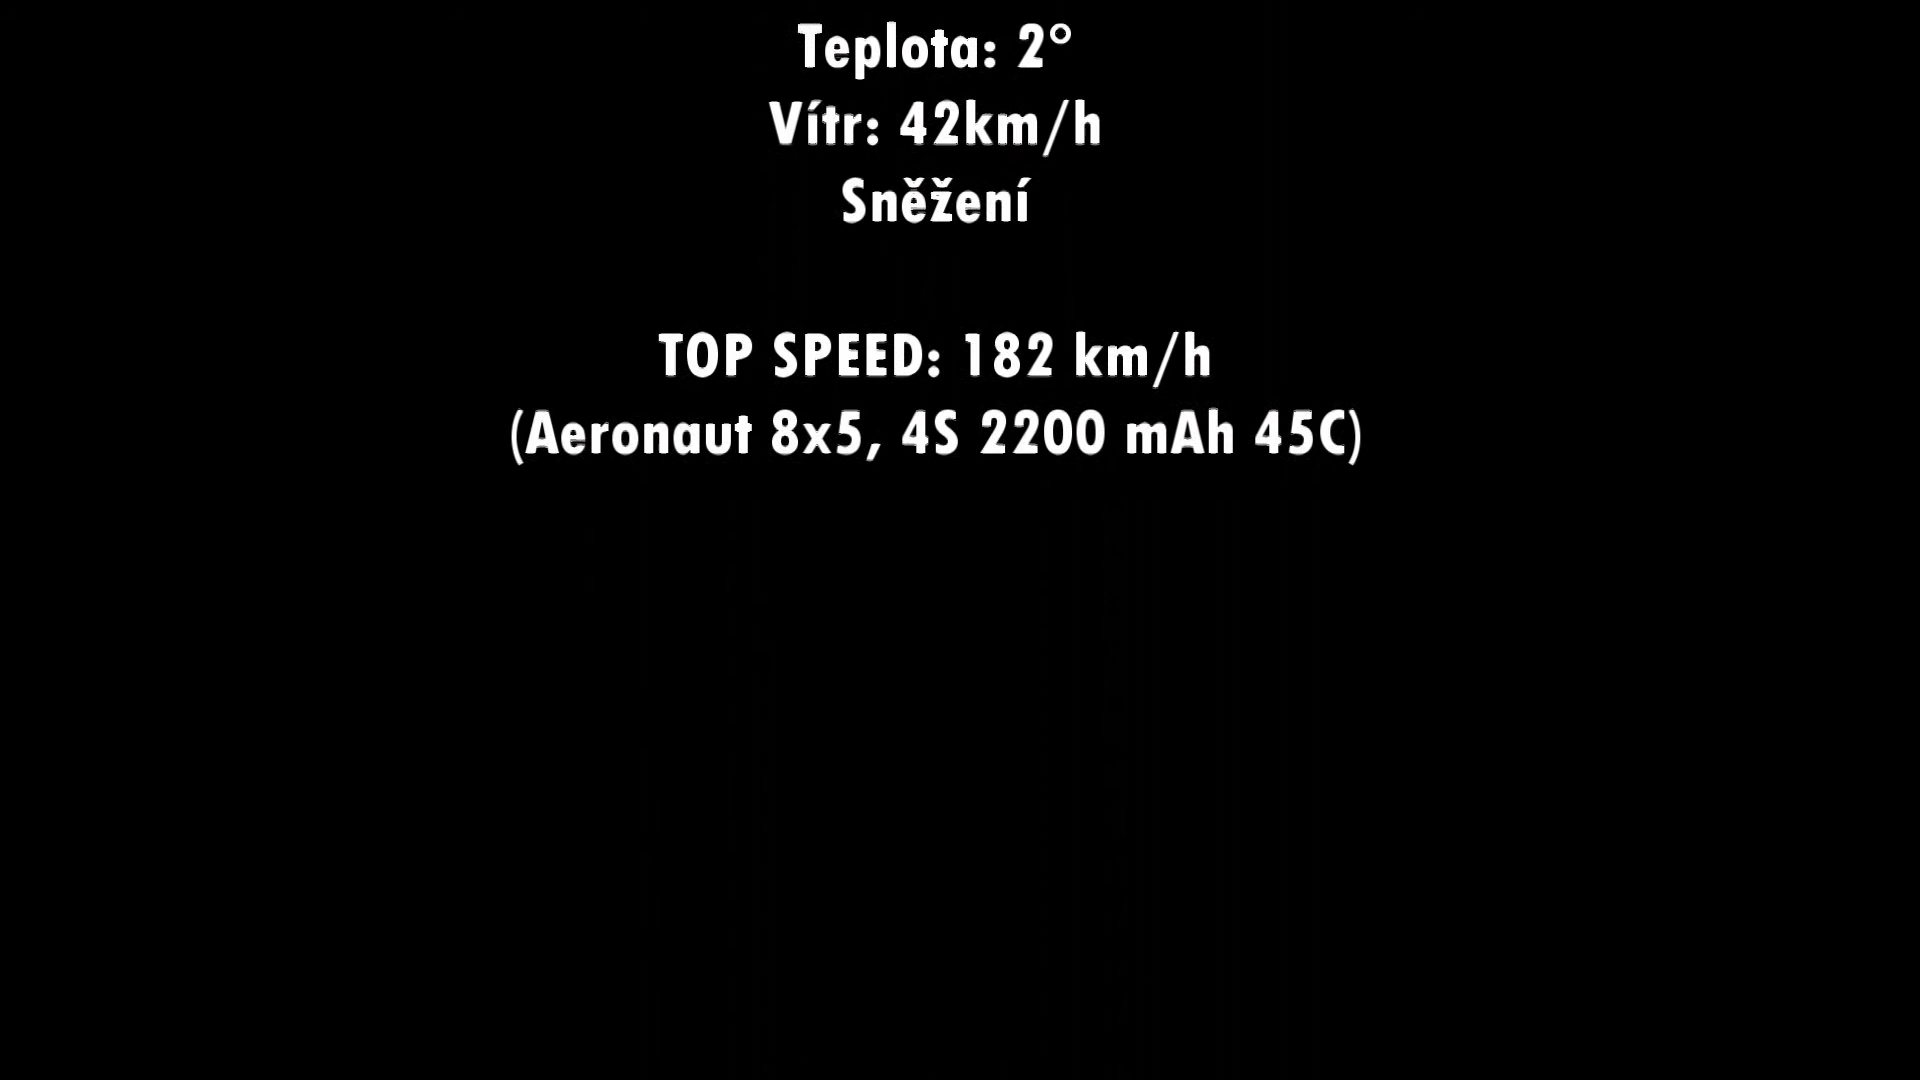 Teplota: 2°
Vítr: 42km/h
Sněžení
TOP SPEED: 182 km/h
(Aeronaut 8x5, 4S 2200 mAh 45C)